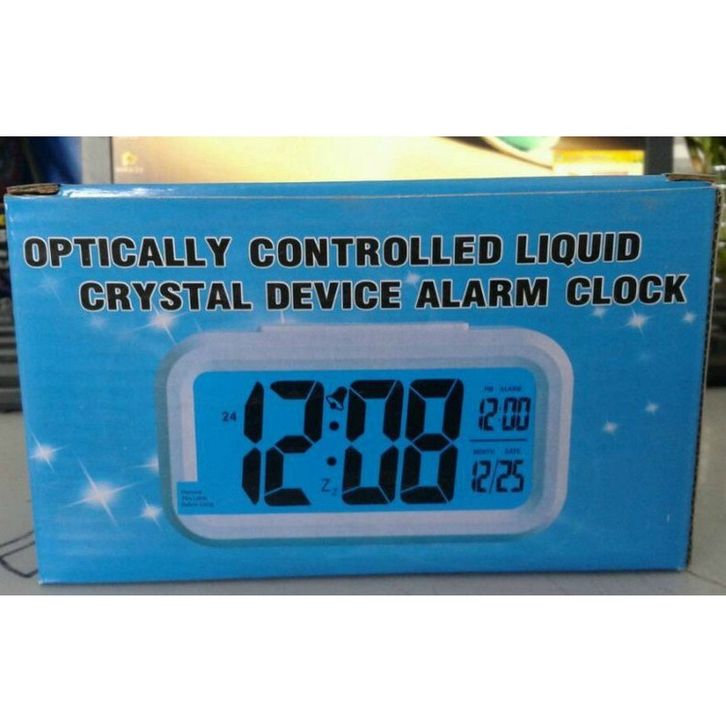 OPTICALLY CONTROLLED LIQUID
CRYSTAL DEVICE ALARM CLOCK
24
12:08
Z
PM ALARM
12:00
MONTH DATE
12/25